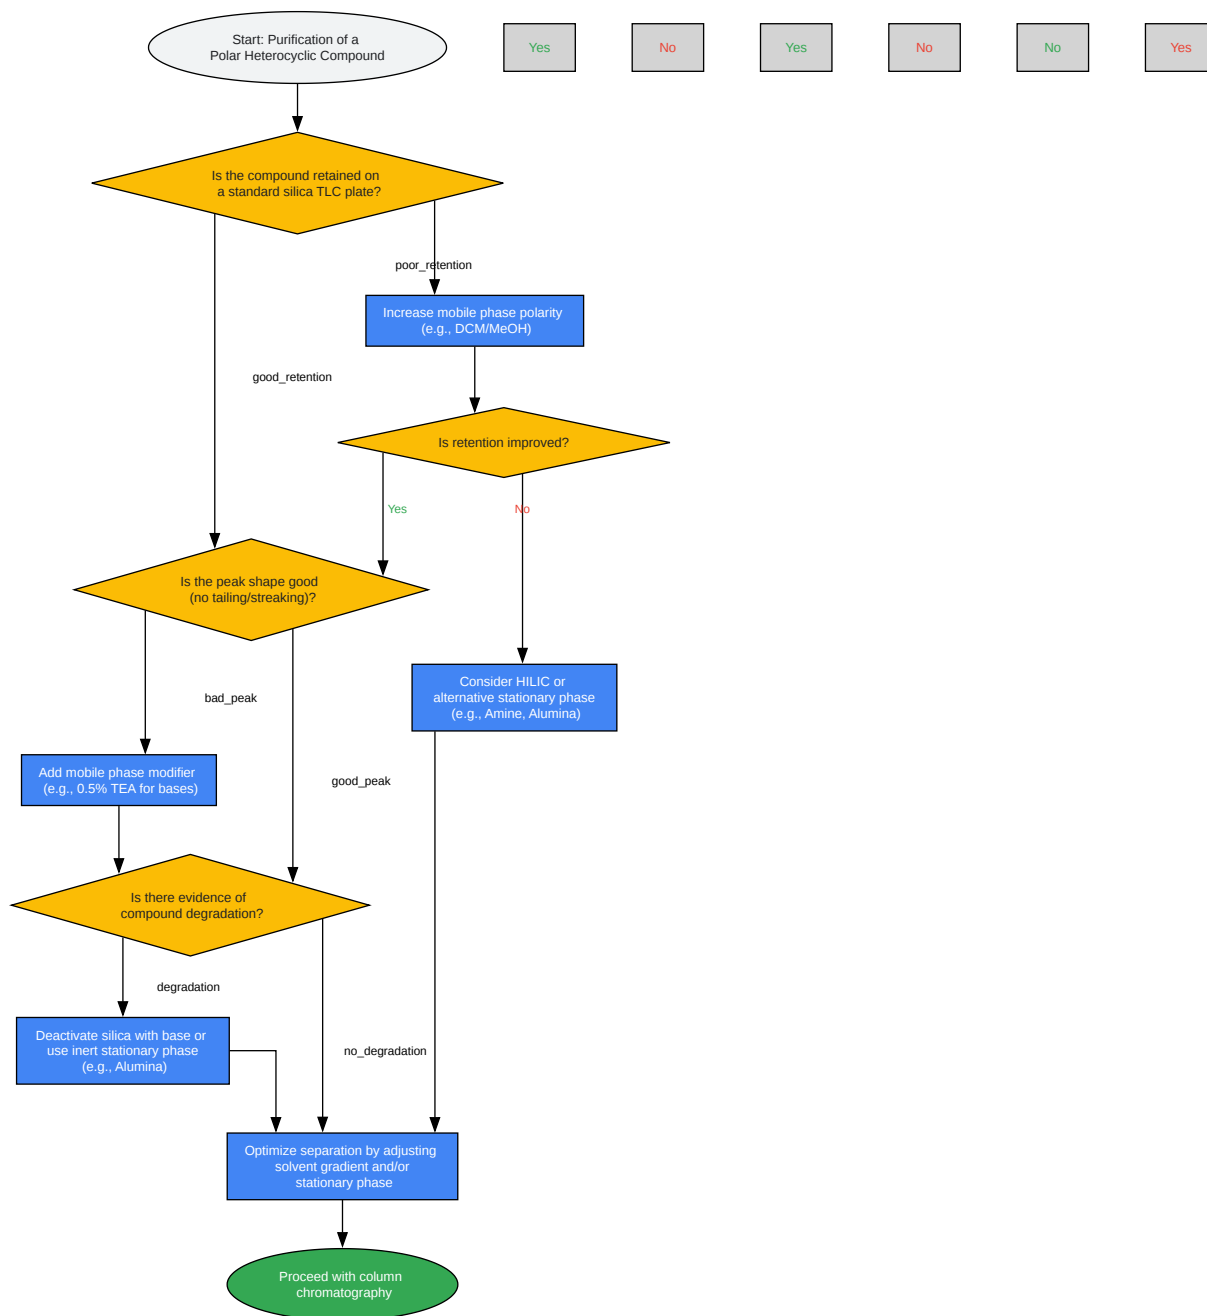 Start: Purification of a
Polar Heterocyclic Compound
Yes
No
Yes
No
No
Yes
Is the compound retained on
a standard silica TLC plate?
poor_retention
Increase mobile phase polarity
(e.g., DCM/MeOH)
good_retention
Is retention improved?
Yes
No
Is the peak shape good
(no tailing/streaking)?
Consider HILIC or
alternative stationary phase
(e.g., Amine, Alumina)
bad_peak
Add mobile phase modifier
(e.g., 0.5% TEA for bases)
good_peak
Is there evidence of
compound degradation?
degradation
Deactivate silica with base or
use inert stationary phase
(e.g., Alumina)
no_degradation
Optimize separation by adjusting
solvent gradient and/or
stationary phase
Proceed with column
chromatography